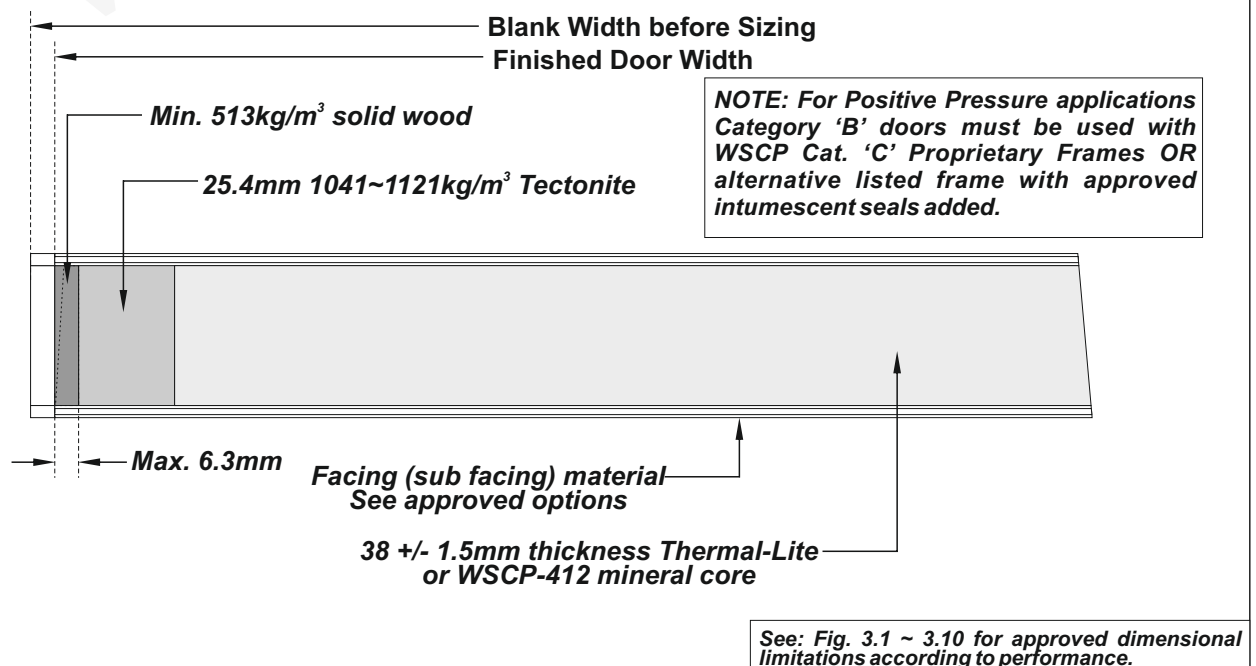 Blank Width before Sizing
Finished Door Width
Min. 513kg/m³ solid wood
25.4mm 1041~1121kg/m³ Tectonite
NOTE: For Positive Pressure applications
Category ‘B’ doors must be used with
WSCP Cat. ‘C’ Proprietary Frames OR
alternative listed frame with approved
intumescent seals added.
Max. 6.3mm
Facing (sub facing) material
See approved options
38 +/- 1.5mm thickness Thermal-Lite
or WSCP-412 mineral core
See: Fig. 3.1 ~ 3.10 for approved dimensional
limitations according to performance.